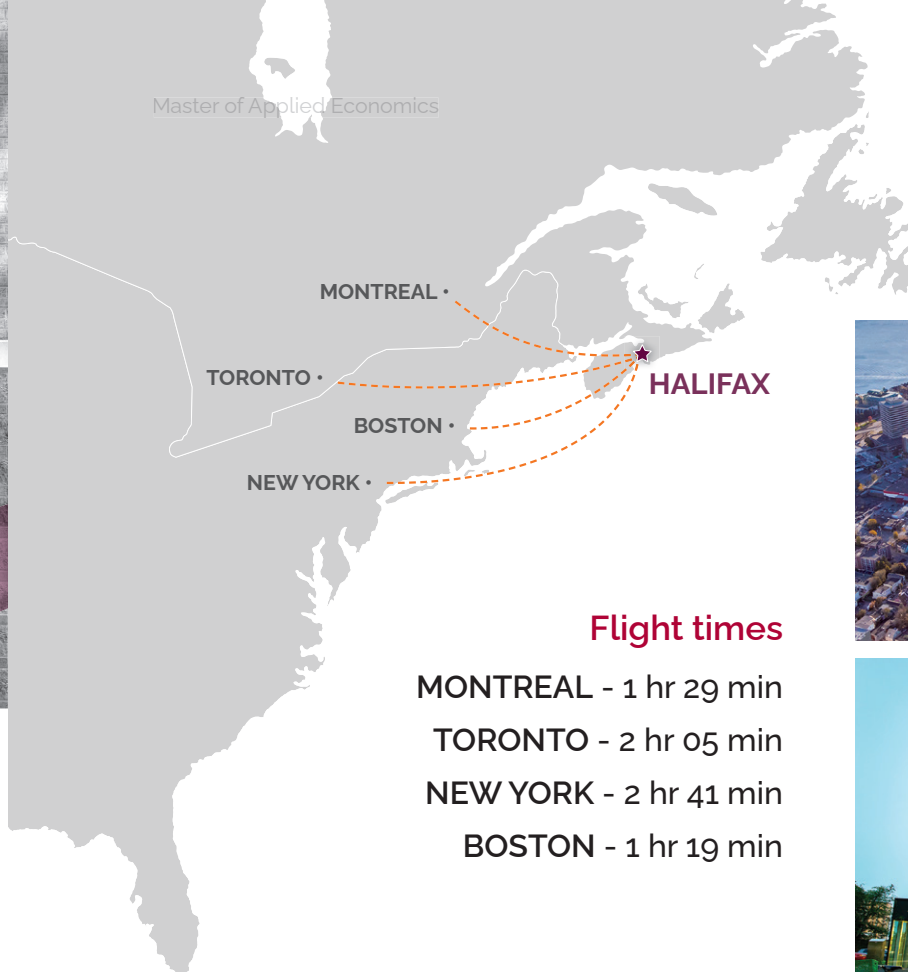 Master of Applied Economics
MONTREAL •
TORONTO •
HALIFAX
BOSTON •
NEW YORK •
Flight times
MONTREAL - 1 hr 29 min
TORONTO - 2 hr 05 min
NEW YORK - 2 hr 41 min
BOSTON - 1 hr 19 min